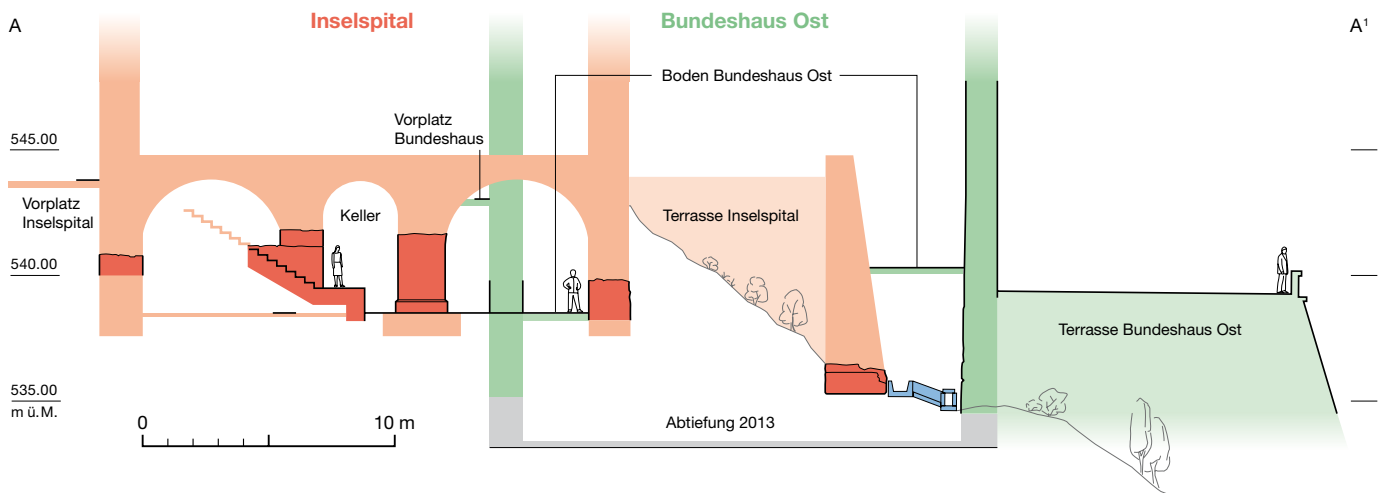 A
Inselspital
Bundeshaus Ost
A¹
Boden Bundeshaus Ost
Vorplatz
Bundeshaus
545.00
Vorplatz
Inselspital
Keller
Terrasse Inselspital
540.00
Terrasse Bundeshaus Ost
535.00
m ü.M.
0
10 m
Abtiefung 2013